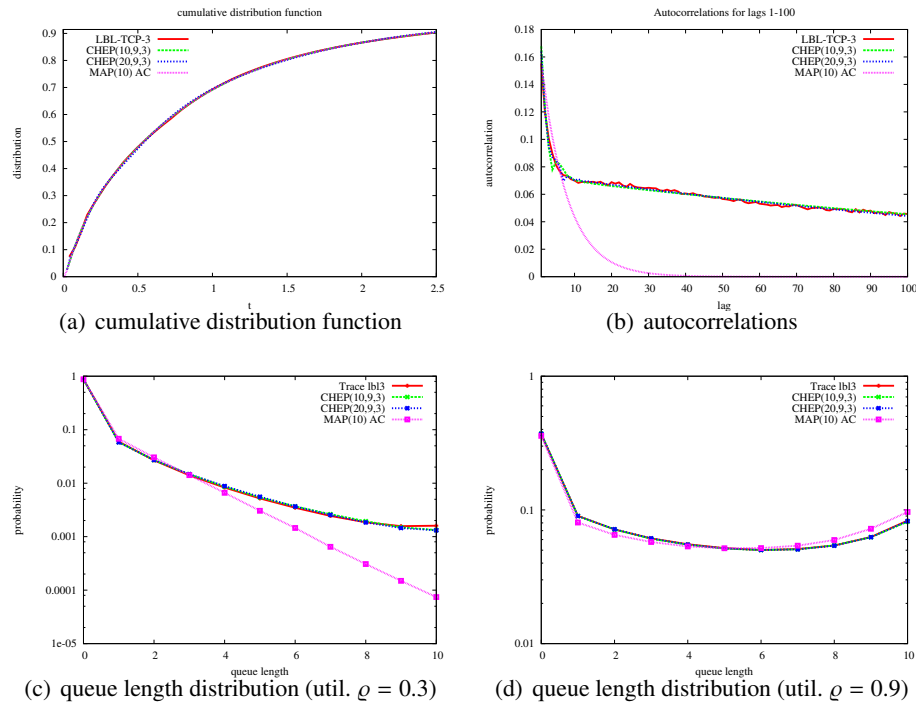 cumulative distribution function
LBL-TCP-3
CHEP(10,9,3)
CHEP(20,9,3)
MAP(10) AC
distribution
0.9
0.8
0.7
0.6
0.5
0.4
0.3
0.2
0.1
0
0 0.5 1 1.5 2 2.5
t
(a) cumulative distribution function
Autocorrelations for lags 1-100
LBL-TCP-3
CHEP(10,9,3)
CHEP(20,9,3)
MAP(10) AC
autocorrelation
0.18
0.16
0.14
0.12
0.1
0.08
0.06
0.04
0.02
0
10 20 30 40 50 60 70 80 90 100
lag
(b) autocorrelations
Trace lbl3
CHEP(10,9,3)
CHEP(20,9,3)
MAP(10) AC
probability
1
0.1
0.01
0.001
0.0001
1e-05
0 2 4 6 8 10
queue length
(c) queue length distribution (util. ϱ = 0.3)
Trace lbl3
CHEP(10,9,3)
CHEP(20,9,3)
MAP(10) AC
probability
1
0.1
0.01
0 2 4 6 8 10
queue length
(d) queue length distribution (util. ϱ = 0.9)